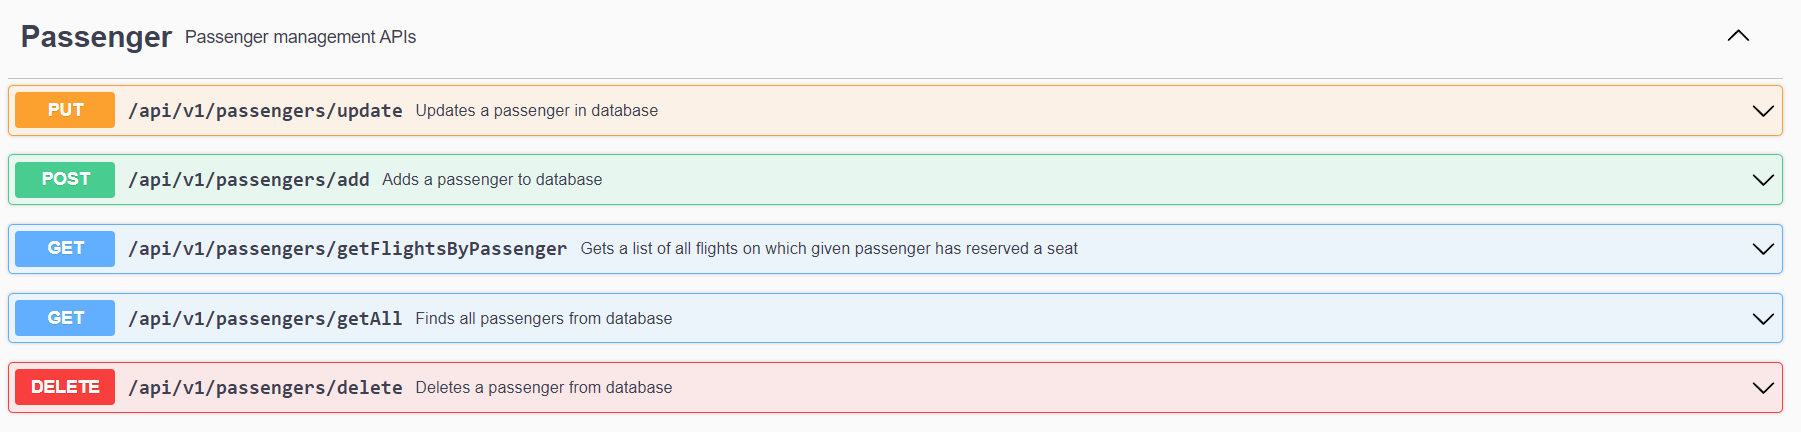 Passenger Passenger management APIs
PUT /api/v1/passengers/update Updates a passenger in database
POST /api/v1/passengers/add Adds a passenger to database
GET /api/v1/passengers/getFlightsByPassenger Gets a list of all flights on which given passenger has reserved a seat
GET /api/v1/passengers/getAll Finds all passengers from database
DELETE /api/v1/passengers/delete Deletes a passenger from database